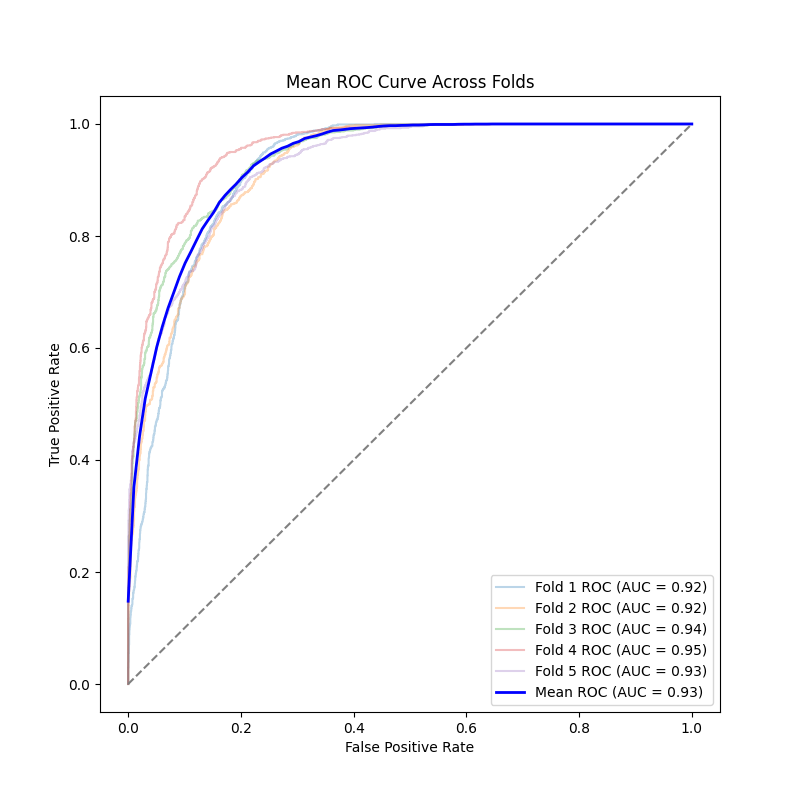 Mean ROC Curve Across Folds
True Positive Rate
1.0
0.8
0.6
0.4
0.2
0.0
0.0 0.2 0.4 0.6 0.8 1.0
False Positive Rate
Fold 1 ROC (AUC = 0.92)
Fold 2 ROC (AUC = 0.92)
Fold 3 ROC (AUC = 0.94)
Fold 4 ROC (AUC = 0.95)
Fold 5 ROC (AUC = 0.93)
Mean ROC (AUC = 0.93)